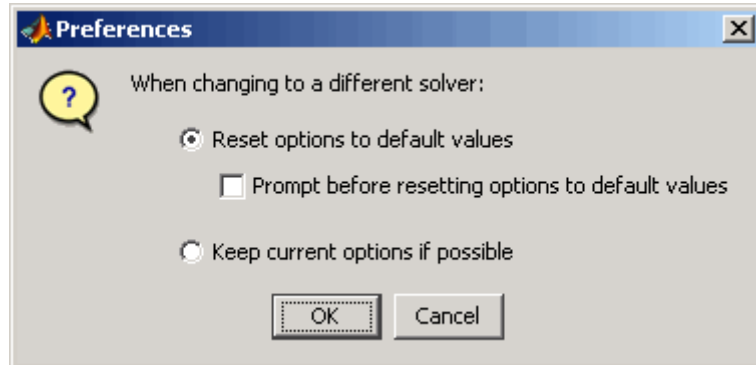 Preferences
When changing to a different solver:
Reset options to default values
Prompt before resetting options to default values
Keep current options if possible
OK Cancel